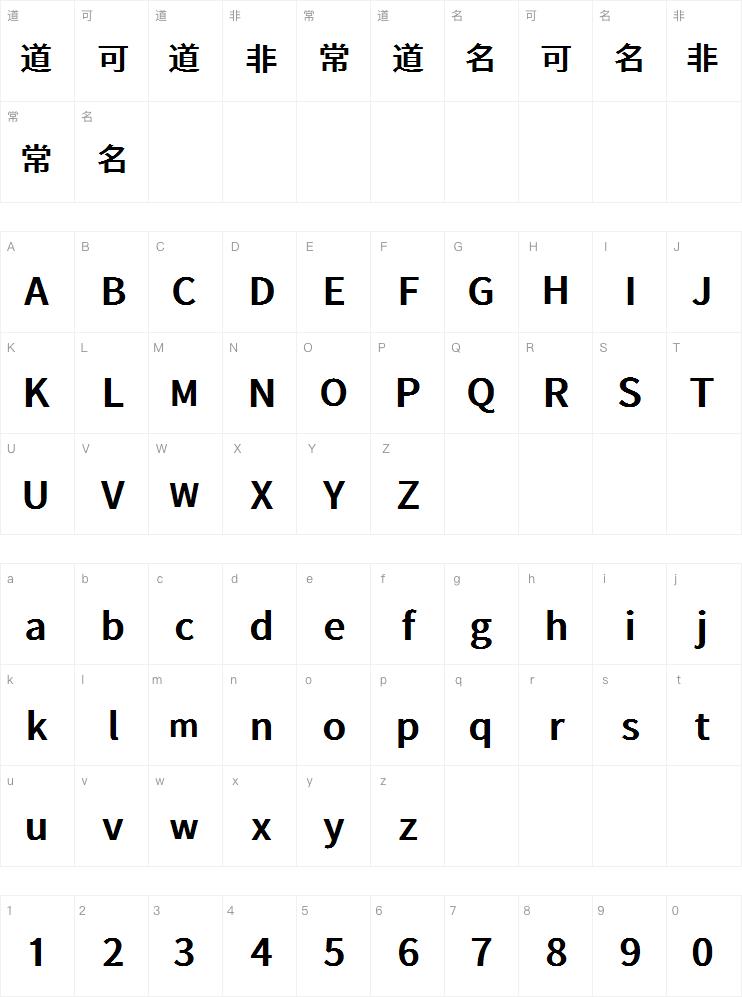 道 可 道 非 常 道 名 可 名 非
道 可 道 非 常 道 名 可 名 非
常 名
常 名
A B C D E F G H I J
A B C D E F G H I J
K L M N O P Q R S T
K L M N O P Q R S T
U V W X Y Z
U V W X Y Z
a b c d e f g h i j
a b c d e f g h i j
k l m n o p q r s t
k l m n o p q r s t
u v w x y z
u v w x y z
1 2 3 4 5 6 7 8 9 0
1 2 3 4 5 6 7 8 9 0